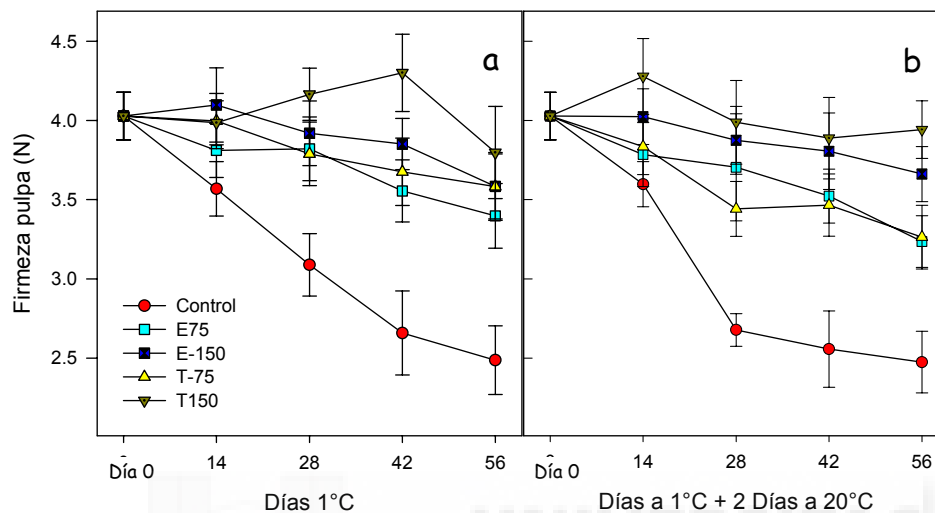 4.5
4.0
3.5
3.0
2.5
Firmeza pulpa (N)
a
Control
E75
E-150
T-75
T150
Día 0
14
28
42
56
Días 1°C
b
Día 0
14
28
42
56
Días a 1°C + 2 Días a 20°C